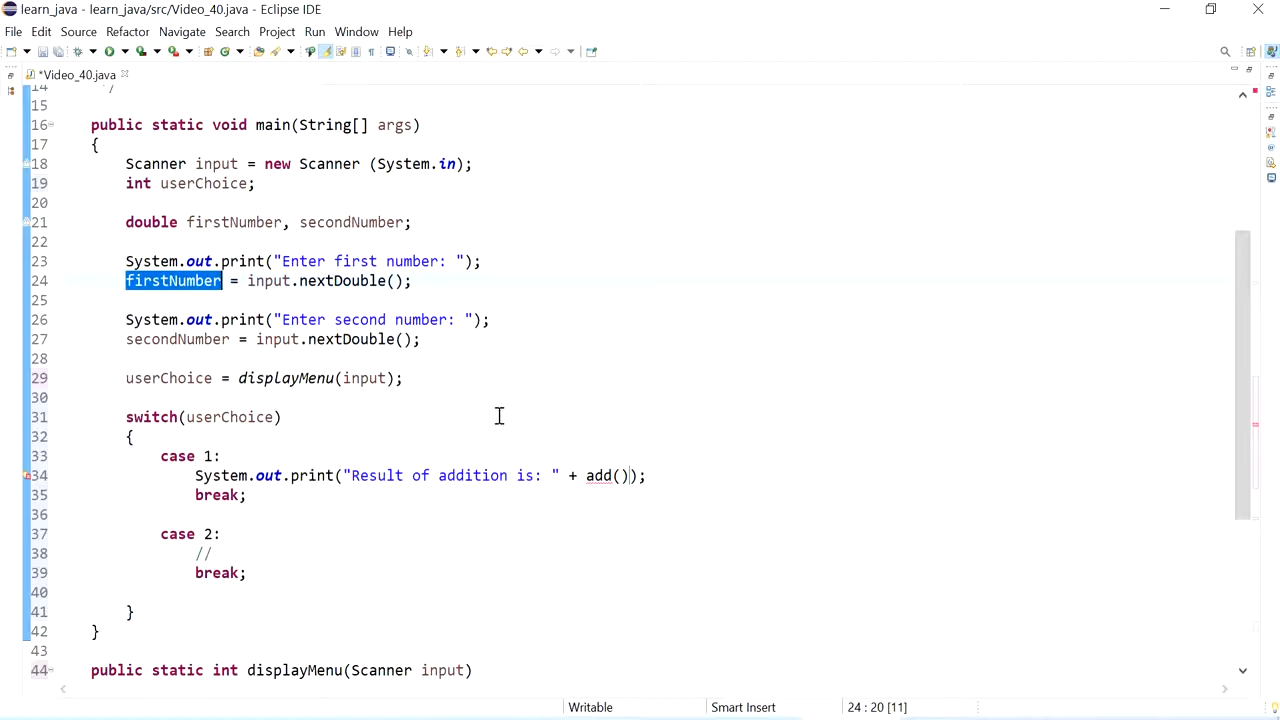 learn_java - learn_java/src/Video_40.java - Eclipse IDE
File Edit Source Refactor Navigate Search Project Run Window Help
*Video_40.java
14 */
15
16 public static void main(String[] args)
17 {
18 Scanner input = new Scanner (System.in);
19 int userChoice;
20
21 double firstNumber, secondNumber;
22
23 System.out.print("Enter first number: ");
24 firstNumber = input.nextDouble();
25
26 System.out.print("Enter second number: ");
27 secondNumber = input.nextDouble();
28
29 userChoice = displayMenu(input);
30
31 switch(userChoice)
32 {
33 case 1:
34 System.out.print("Result of addition is: " + add());
35 break;
36
37 case 2:
38 //
39 break;
40
41 }
42 }
43
44 public static int displayMenu(Scanner input)
Writable Smart Insert 24 : 20 [11]